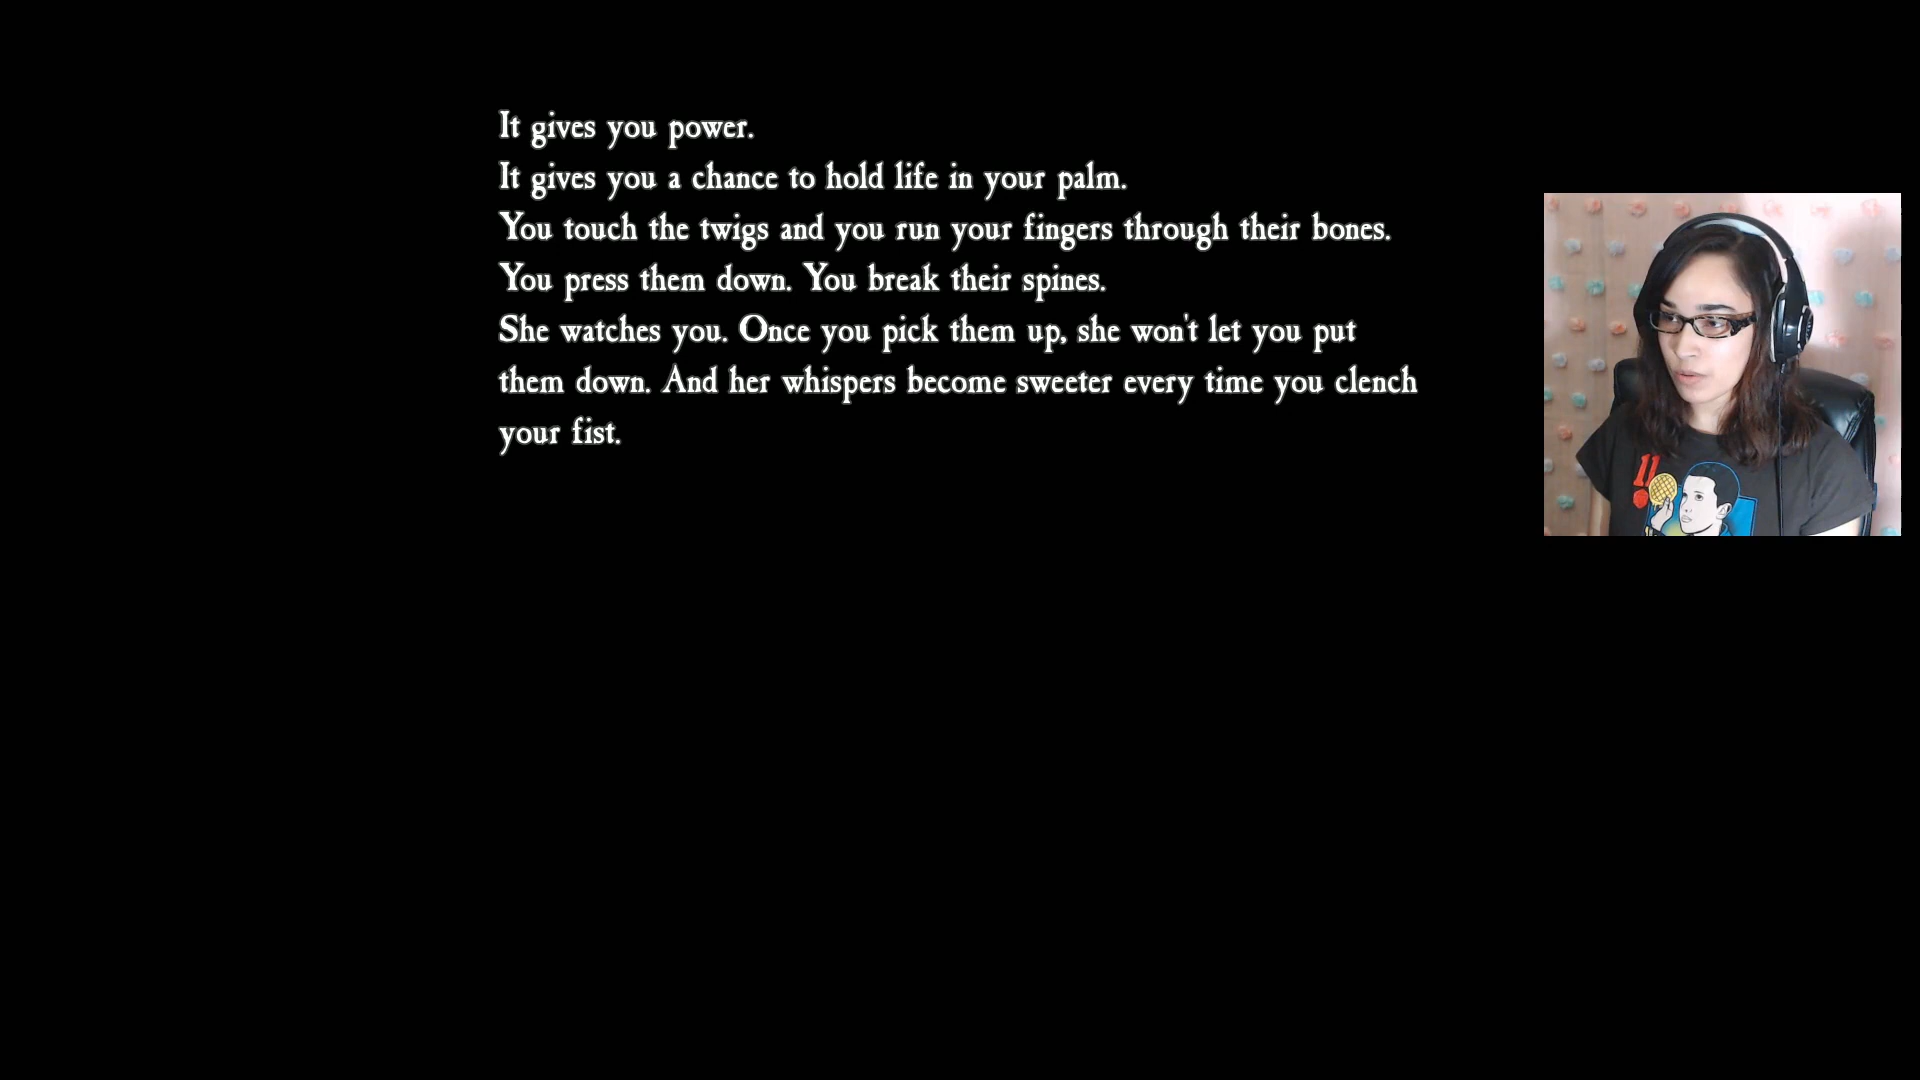 It gives you power.
It gives you a chance to hold life in your palm.
You touch the twigs and you run your fingers through their bones.
You press them down. You break their spines.
She watches you. Once you pick them up, she won't let you put
them down. And her whispers become sweeter every time you clench
your fist.
11